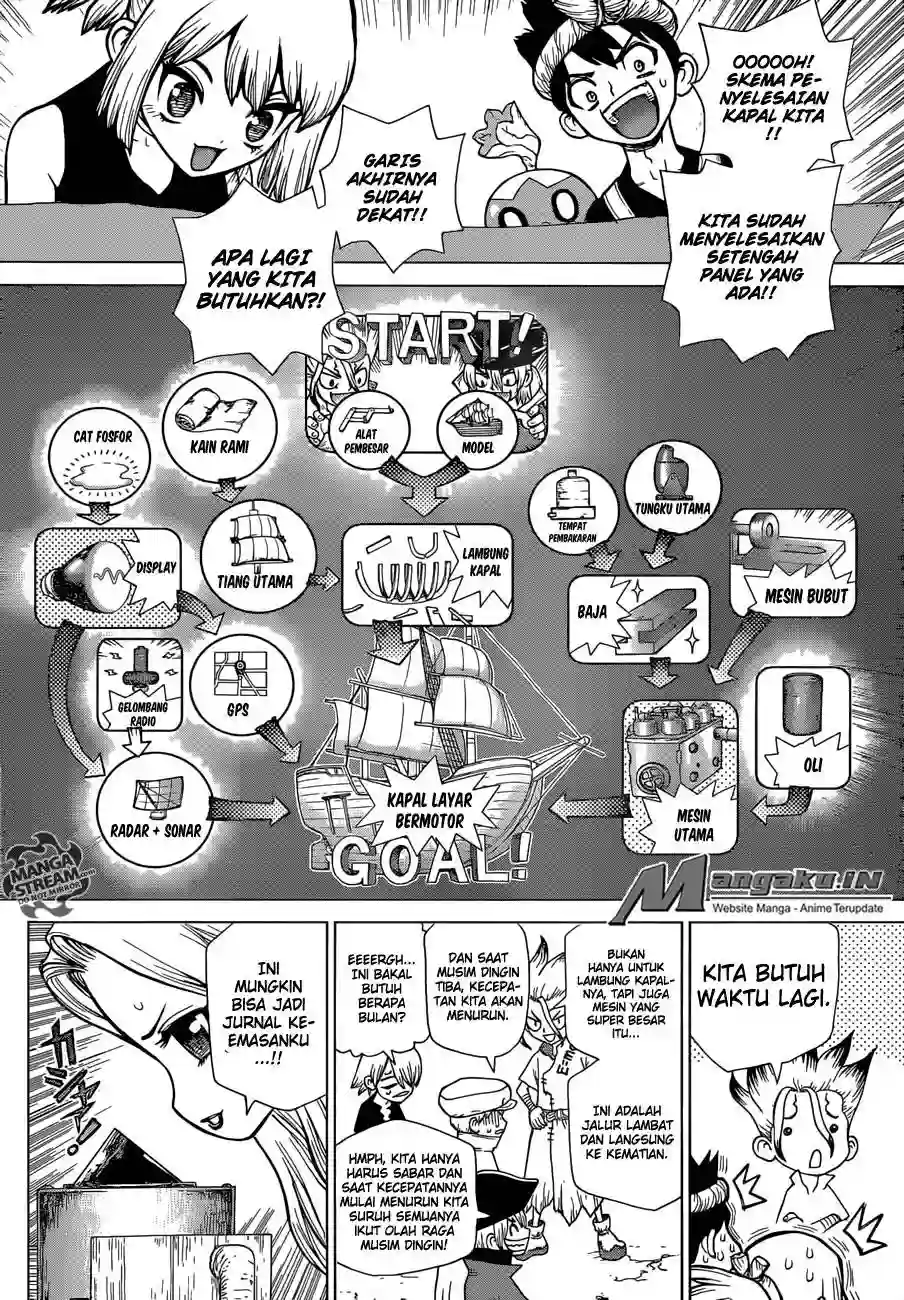 OOOOOH!
SKEMA PE-
NYELESAIAN
KAPAL KITA
!!
KITA SUDAH
MENYELESAIKAN
SETENGAH
PANEL YANG
ADA!!
GARIS
AKHIRNYA
SUDAH
DEKAT!!
APA LAGI
YANG KITA
BUTUHKAN?!
START!
ALAT
PEMBESAR
MODEL
CAT FOSFOR
KAIN RAMI
DISPLAY
TIANG UTAMA
LAMBUNG
KAPAL
TEMPAT
PEMBAKARAN
TUNGKU UTAMA
MESIN BUBUT
BAJA
GELOMBANG
RADIO
GPS
OLI
RADAR + SONAR
KAPAL LAYAR
BERMOTOR
MESIN
UTAMA
GOAL!
MANGA
STREAM.com
DO NOT MIRROR
Mangaku.IN
Website Manga - Anime Terupdate
KITA BUTUH
WAKTU LAGI.
BUKAN
HANYA UNTUK
LAMBUNG KAPAL-
NYA, TAPI JUGA
MESIN YANG
SUPER BESAR
ITU...
INI ADALAH
JALUR LAMBAT
DAN LANGSUNG
KE KEMATIAN.
DAN SAAT
MUSIM DINGIN
TIBA, KECEPA-
TAN KITA AKAN
MENURUN.
EEEERGH...
INI BAKAL
BUTUH
BERAPA
BULAN?
HMPH, KITA HANYA
HARUS SABAR DAN
SAAT KECEPATANNYA
MULAI MENURUN KITA
SURUH SEMUANYA
IKUT OLAH RAGA
MUSIM DINGIN!
INI
MUNGKIN
BISA JADI
JURNAL KE-
EMASANKU
...!!